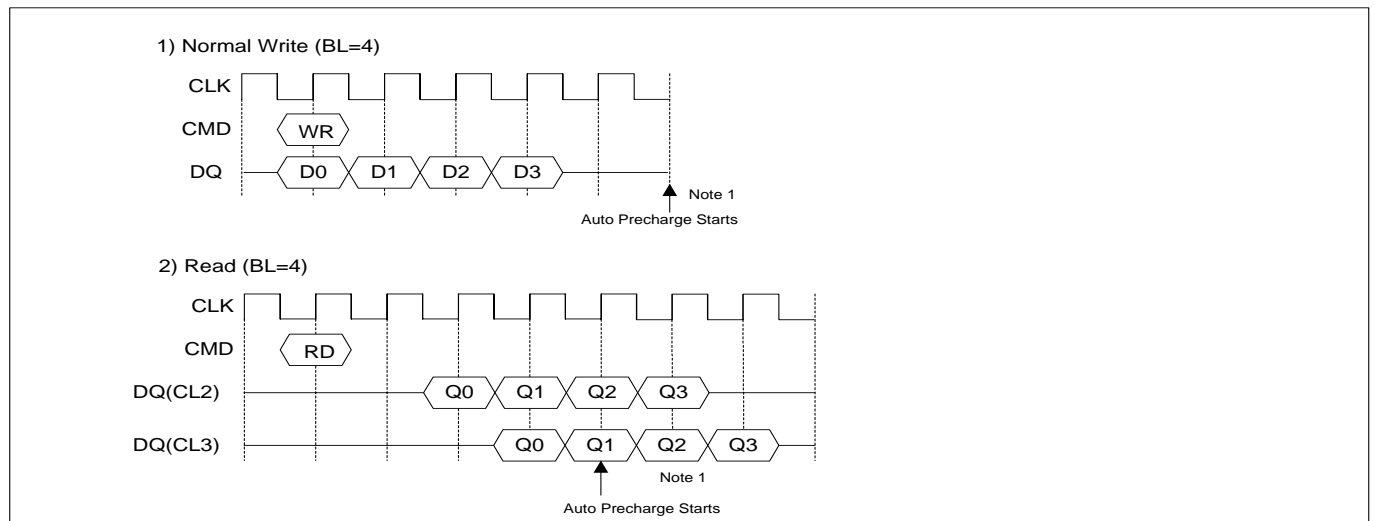 1) Normal Write (BL=4)
CLK
CMD WR
DQ D0 D1 D2 D3
Note 1
Auto Precharge Starts
2) Read (BL=4)
CLK
CMD RD
DQ(CL2) Q0 Q1 Q2 Q3
DQ(CL3) Q0 Q1 Q2 Q3
Note 1
Auto Precharge Starts